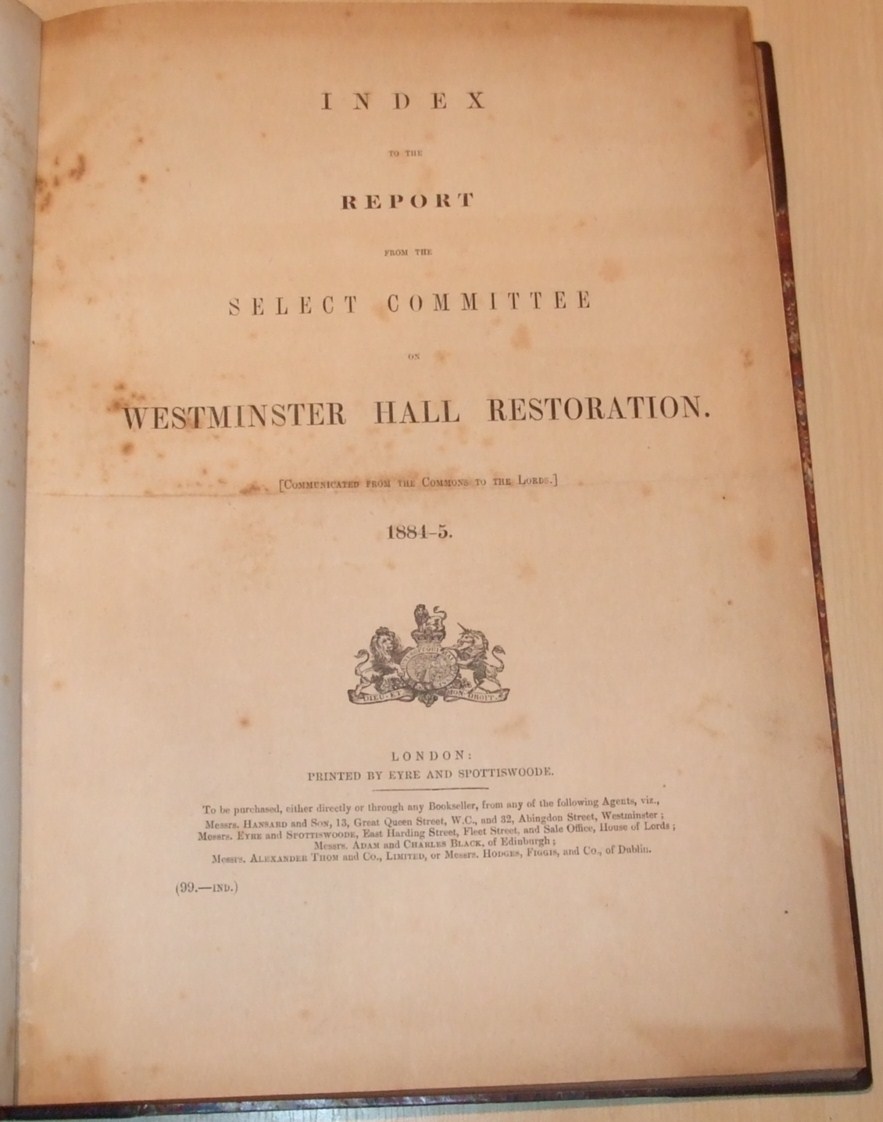 INDEX
TO THE
REPORT
FROM THE
SELECT COMMITTEE
ON
WESTMINSTER HALL RESTORATION.
[COMMUNICATED FROM THE COMMONS TO THE LORDS.]
1884-5.
DIEU ET MON DROIT
LONDON:
PRINTED BY EYRE AND SPOTTISWOODE.
To be purchased, either directly or through any Bookseller, from any of the following Agents, viz.,
Messrs. HANSARD and SON, 13, Great Queen Street, W.C., and 32, Abingdon Street, Westminster;
Messrs. EYRE and SPOTTISWOODE, East Harding Street, Fleet Street, and Sale Office, House of Lords;
Messrs. ADAM and CHARLES BLACK, of Edinburgh;
Messrs. ALEXANDER THOM and Co., LIMITED, or Messrs. HODGES, FIGGIS, and Co., of Dublin.
(99.—IND.)